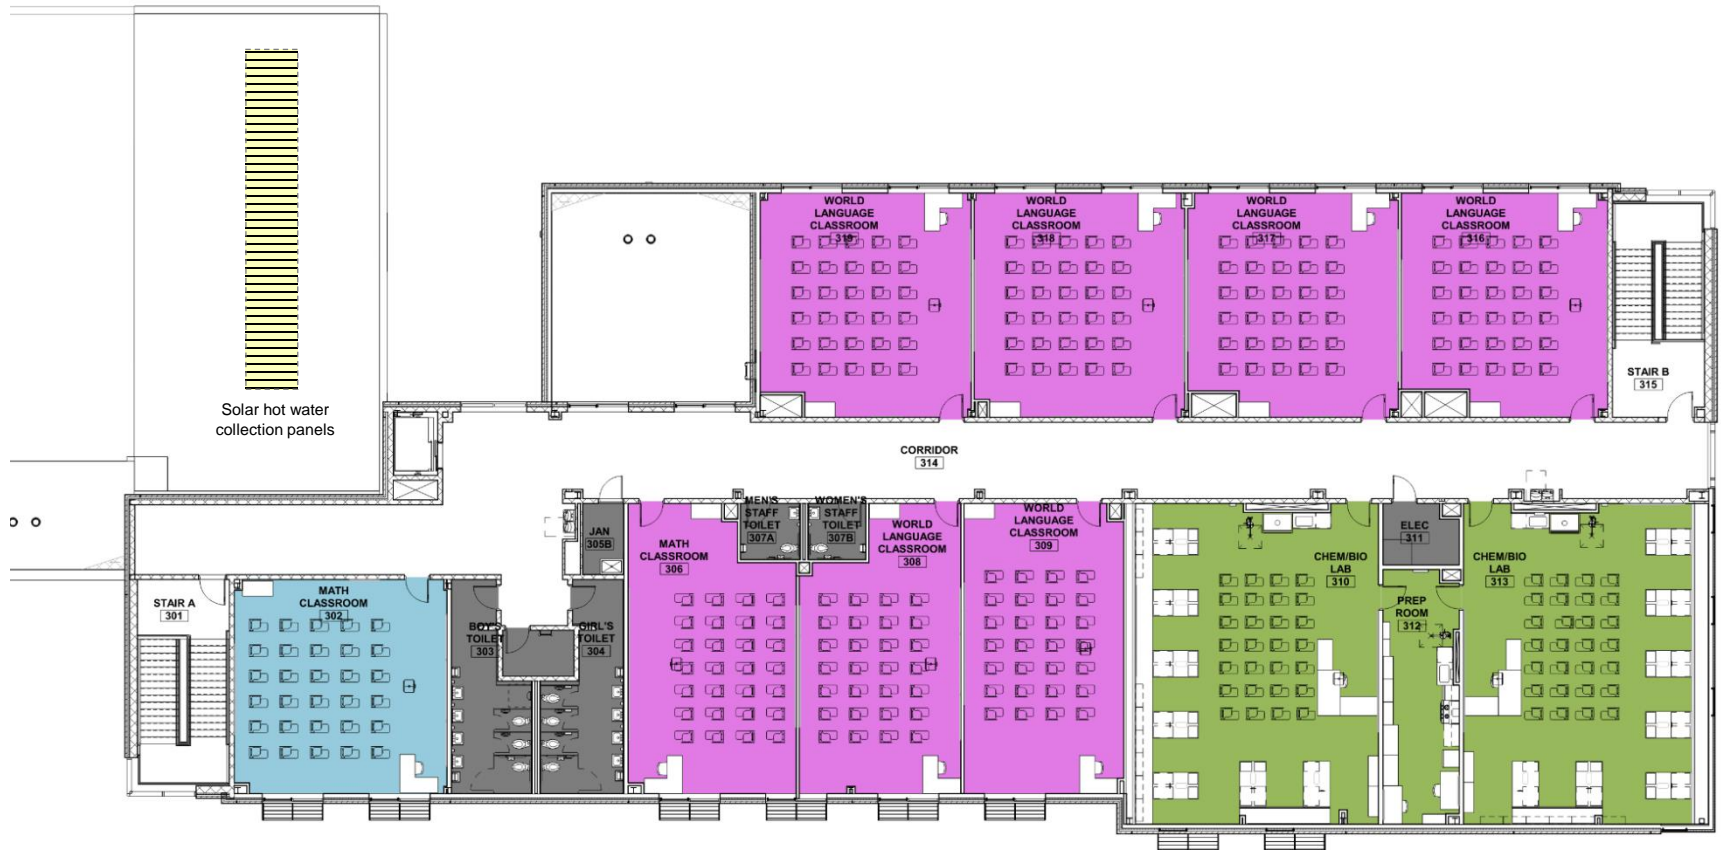 Solar hot water
collection panels
WORLD
LANGUAGE
CLASSROOM
319
WORLD
LANGUAGE
CLASSROOM
318
WORLD
LANGUAGE
CLASSROOM
317
WORLD
LANGUAGE
CLASSROOM
316
STAIR B
315
CORRIDOR
314
STAIR A
301
MATH
CLASSROOM
302
BOY'S
TOILET
303
GIRL'S
TOILET
304
JAN
305B
MATH
CLASSROOM
306
MEN'S
STAFF
TOILET
307A
WOMEN'S
STAFF
TOILET
307B
WORLD
LANGUAGE
CLASSROOM
308
WORLD
LANGUAGE
CLASSROOM
309
CHEM/BIO
LAB
310
ELEC
311
PREP
ROOM
312
CHEM/BIO
LAB
313